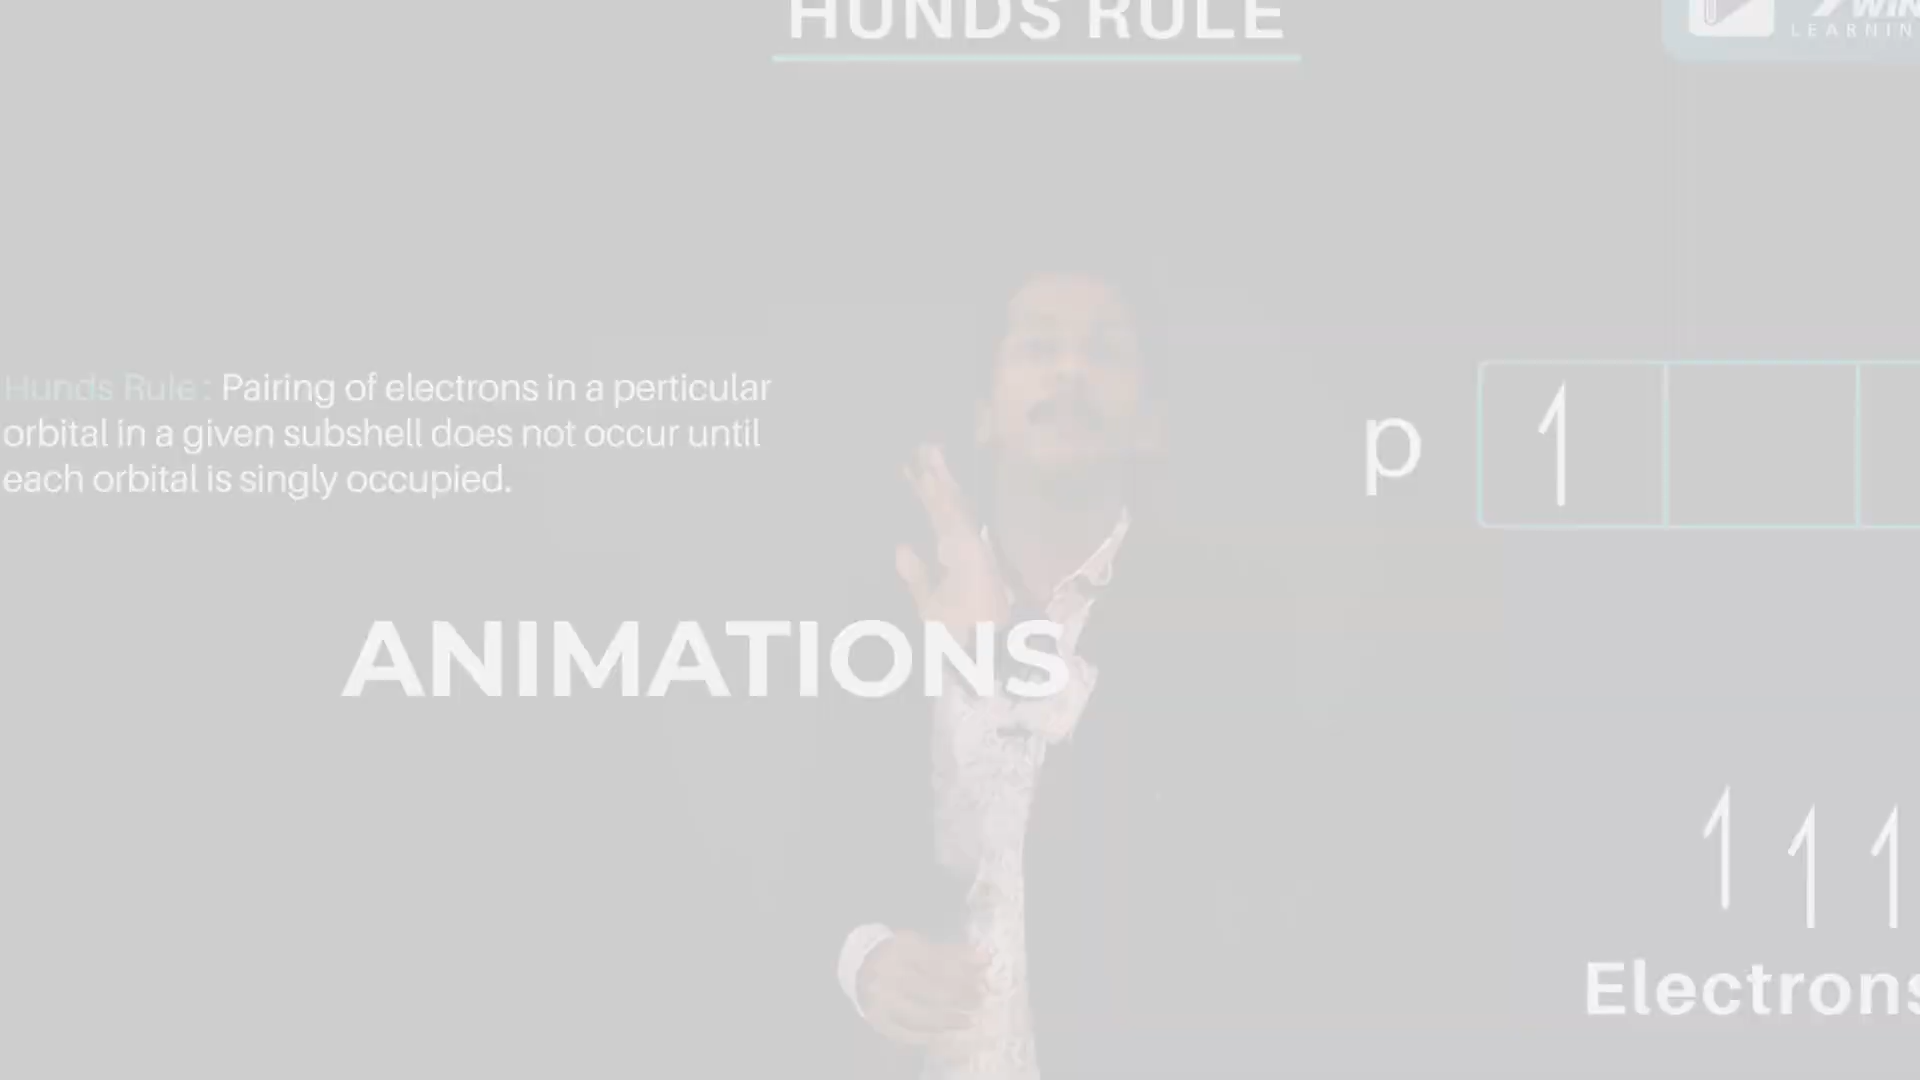 HUNDS RULE
LEARNIN
Hunds Rule : Pairing of electrons in a perticular
orbital in a given subshell does not occur until
each orbital is singly occupied.
p
ANIMATIONS
Electrons